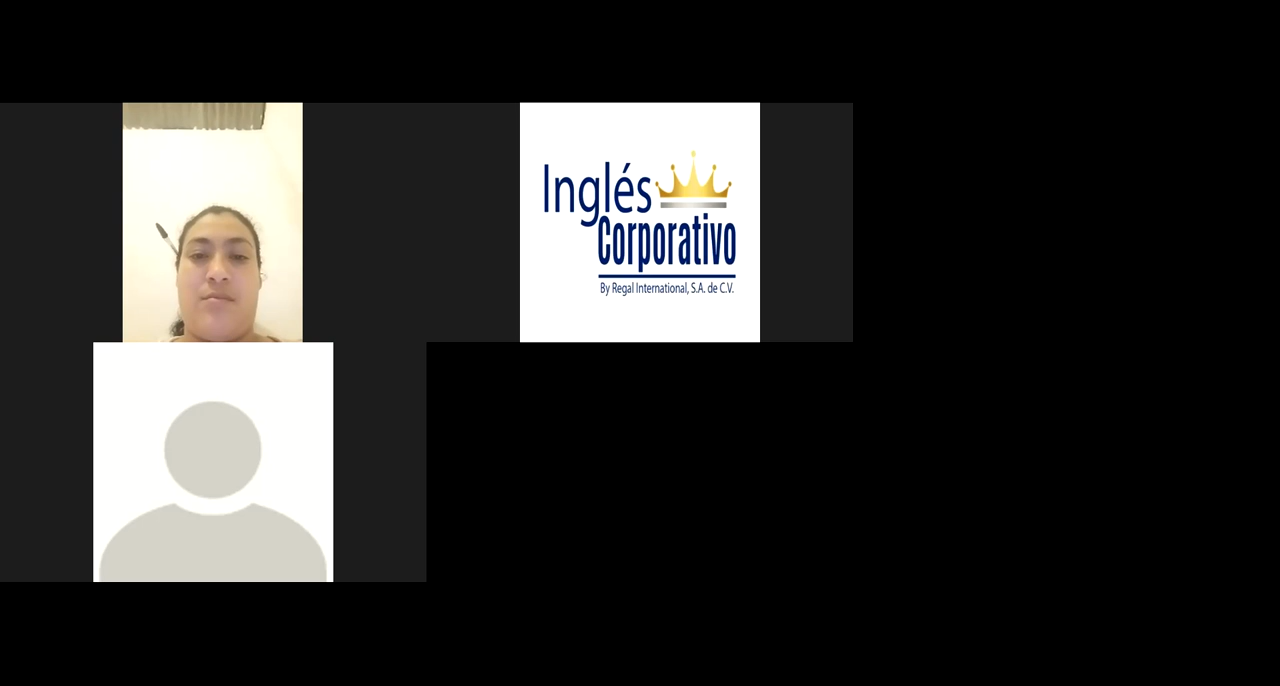 Inglés
Corporativo
By Regal International, S.A. de C.V.